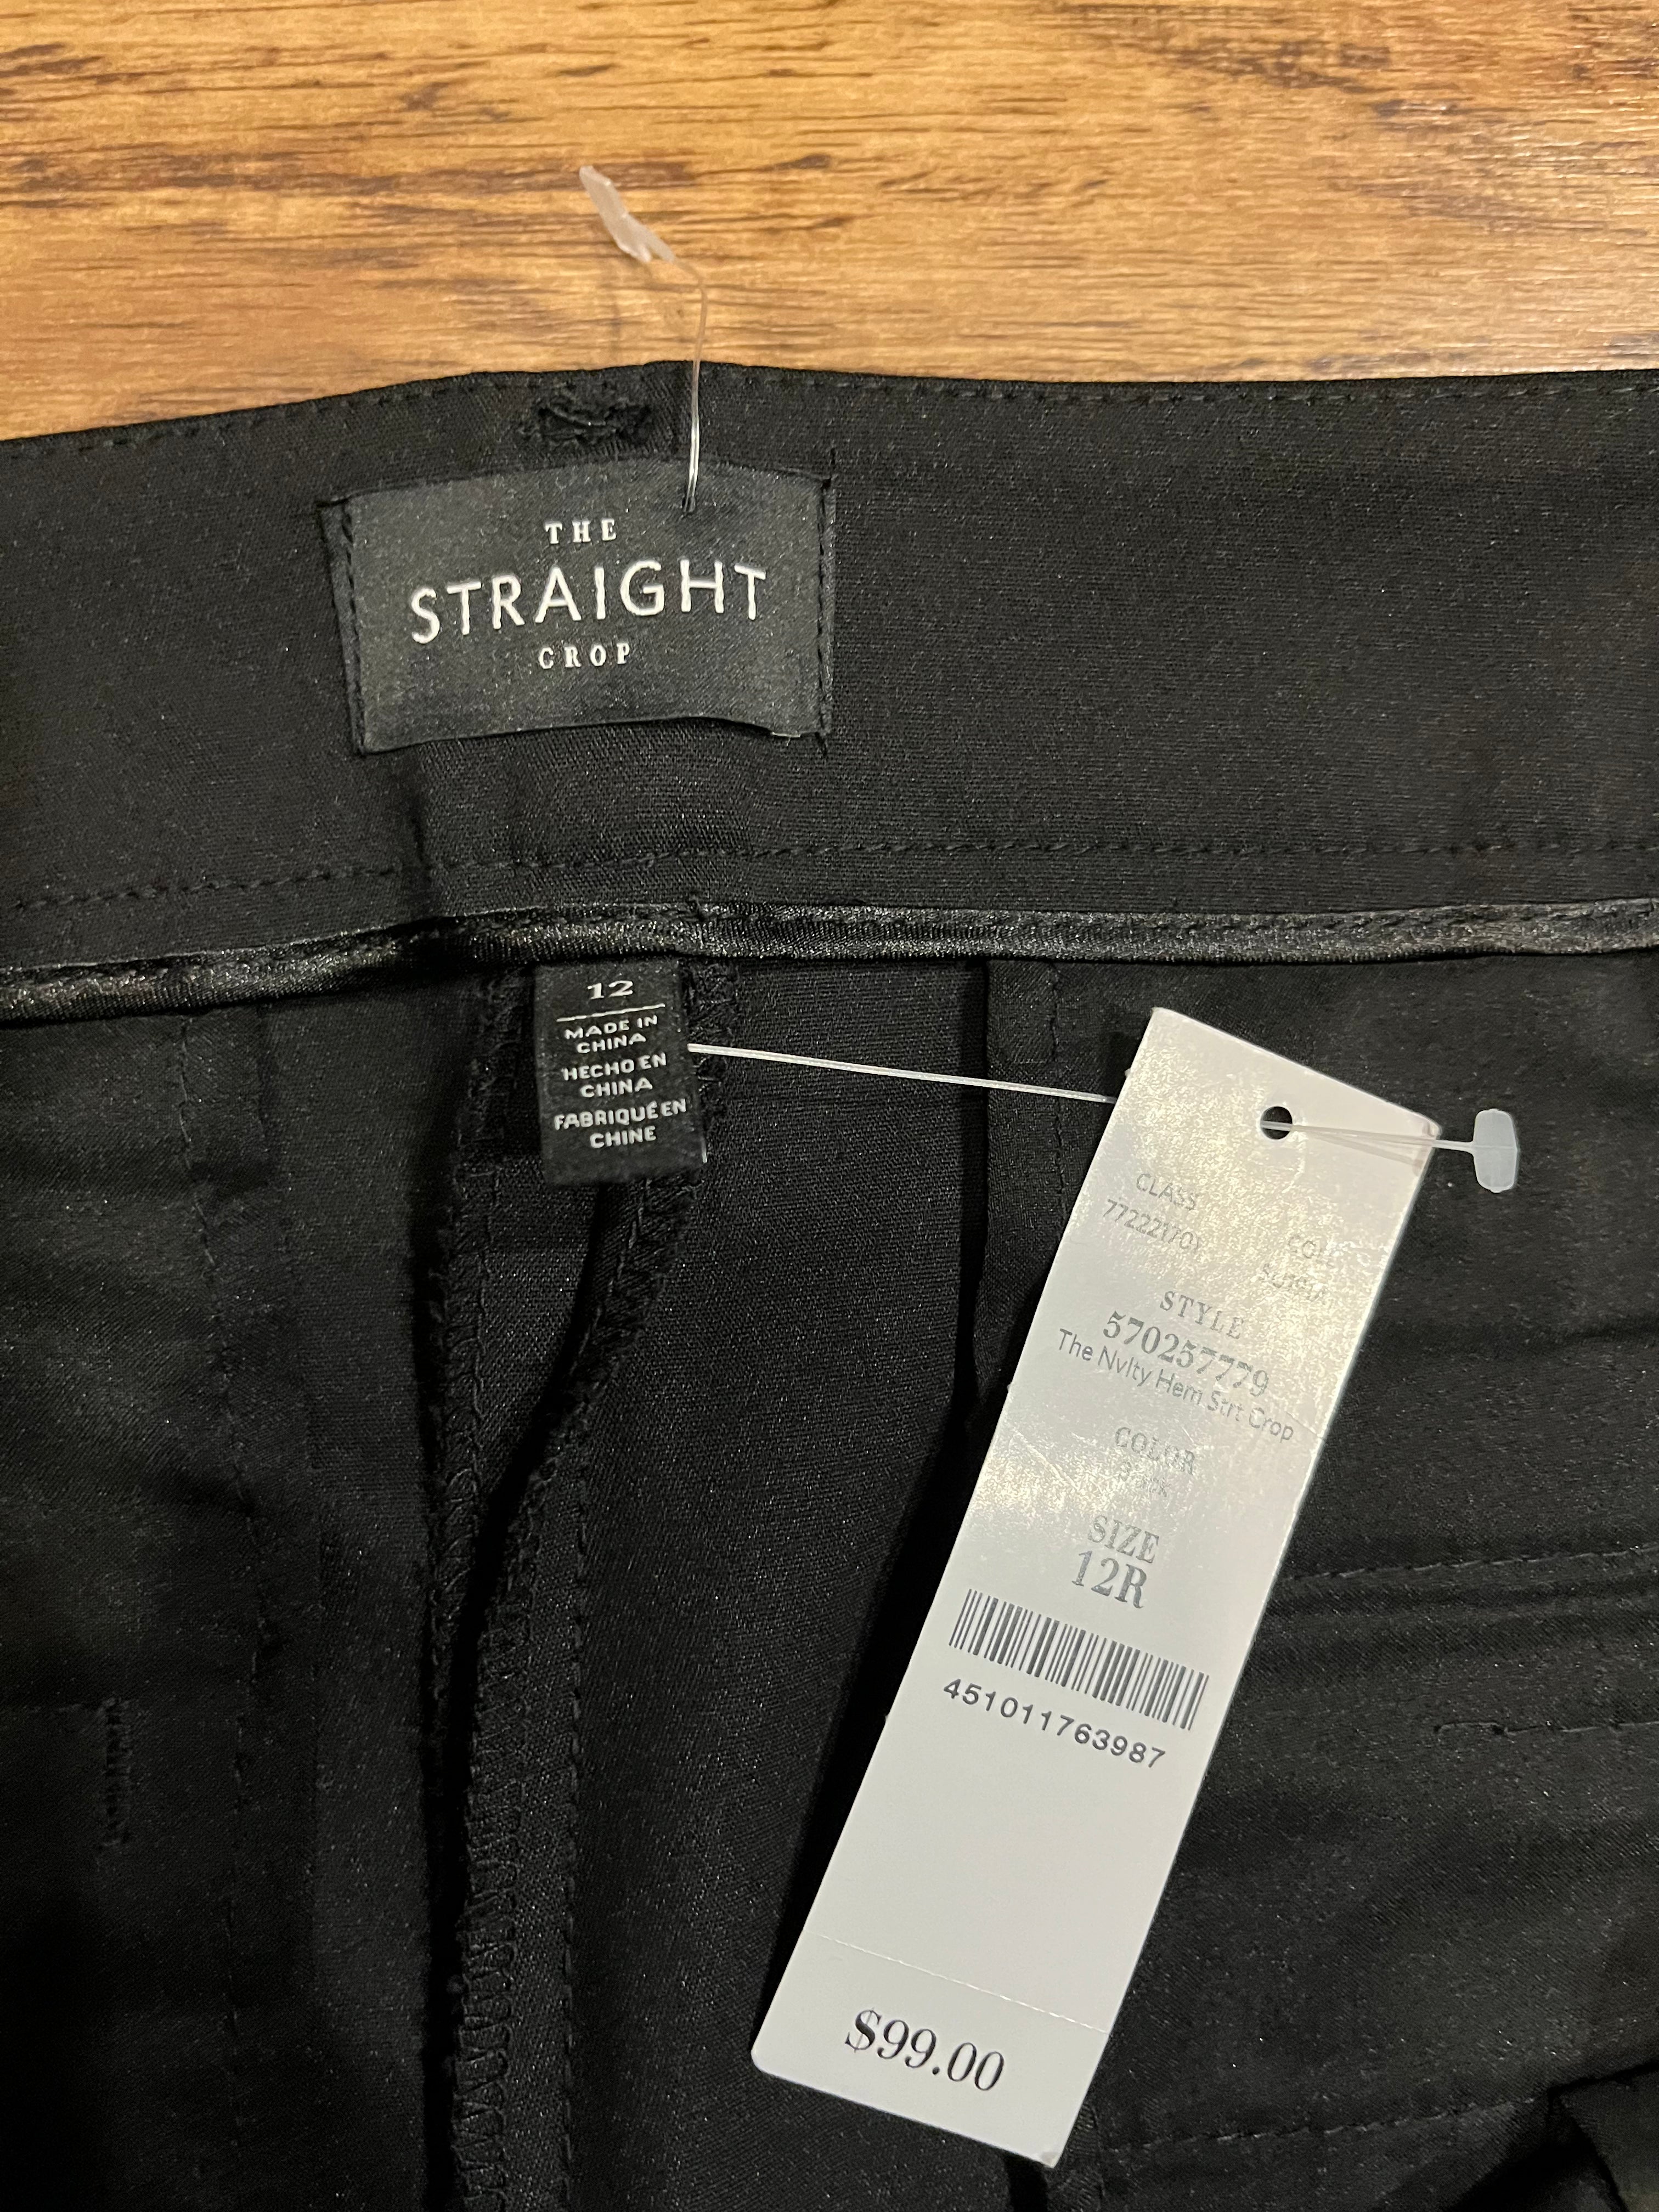 THE
STRAIGHT
CROP
12
MADE IN
CHINA
HECHO EN
CHINA
FABRIQUÉ EN
CHINE
CLASS
STYLE
570257779
The Nvlty Hem Strt Crop
COLOR
SIZE
12R
451011763987
$99.00